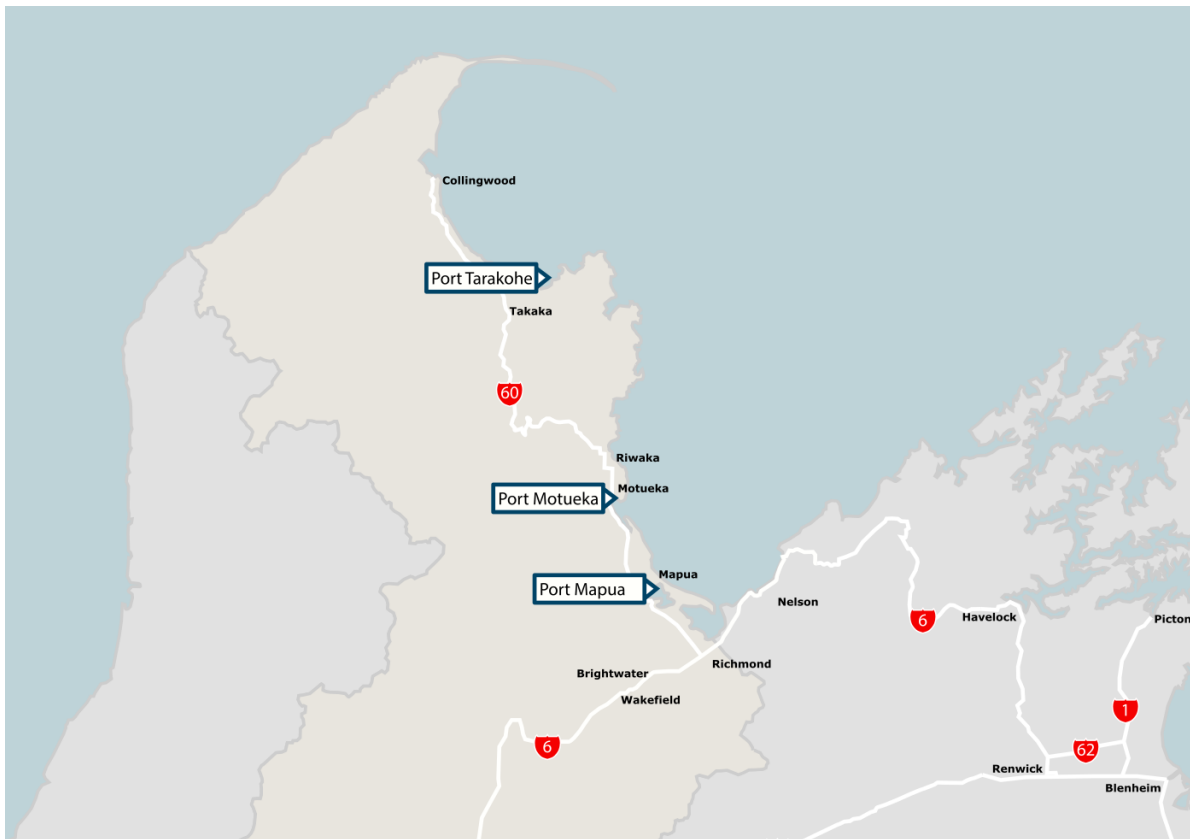 Collingwood
Port Tarakohe
Takaka
60
Riwaka
Motueka
Port Motueka
Mapua
Port Mapua
Nelson
6
Havelock
Picton
Richmond
Brightwater
Wakefield
1
6
62
Renwick
Blenheim